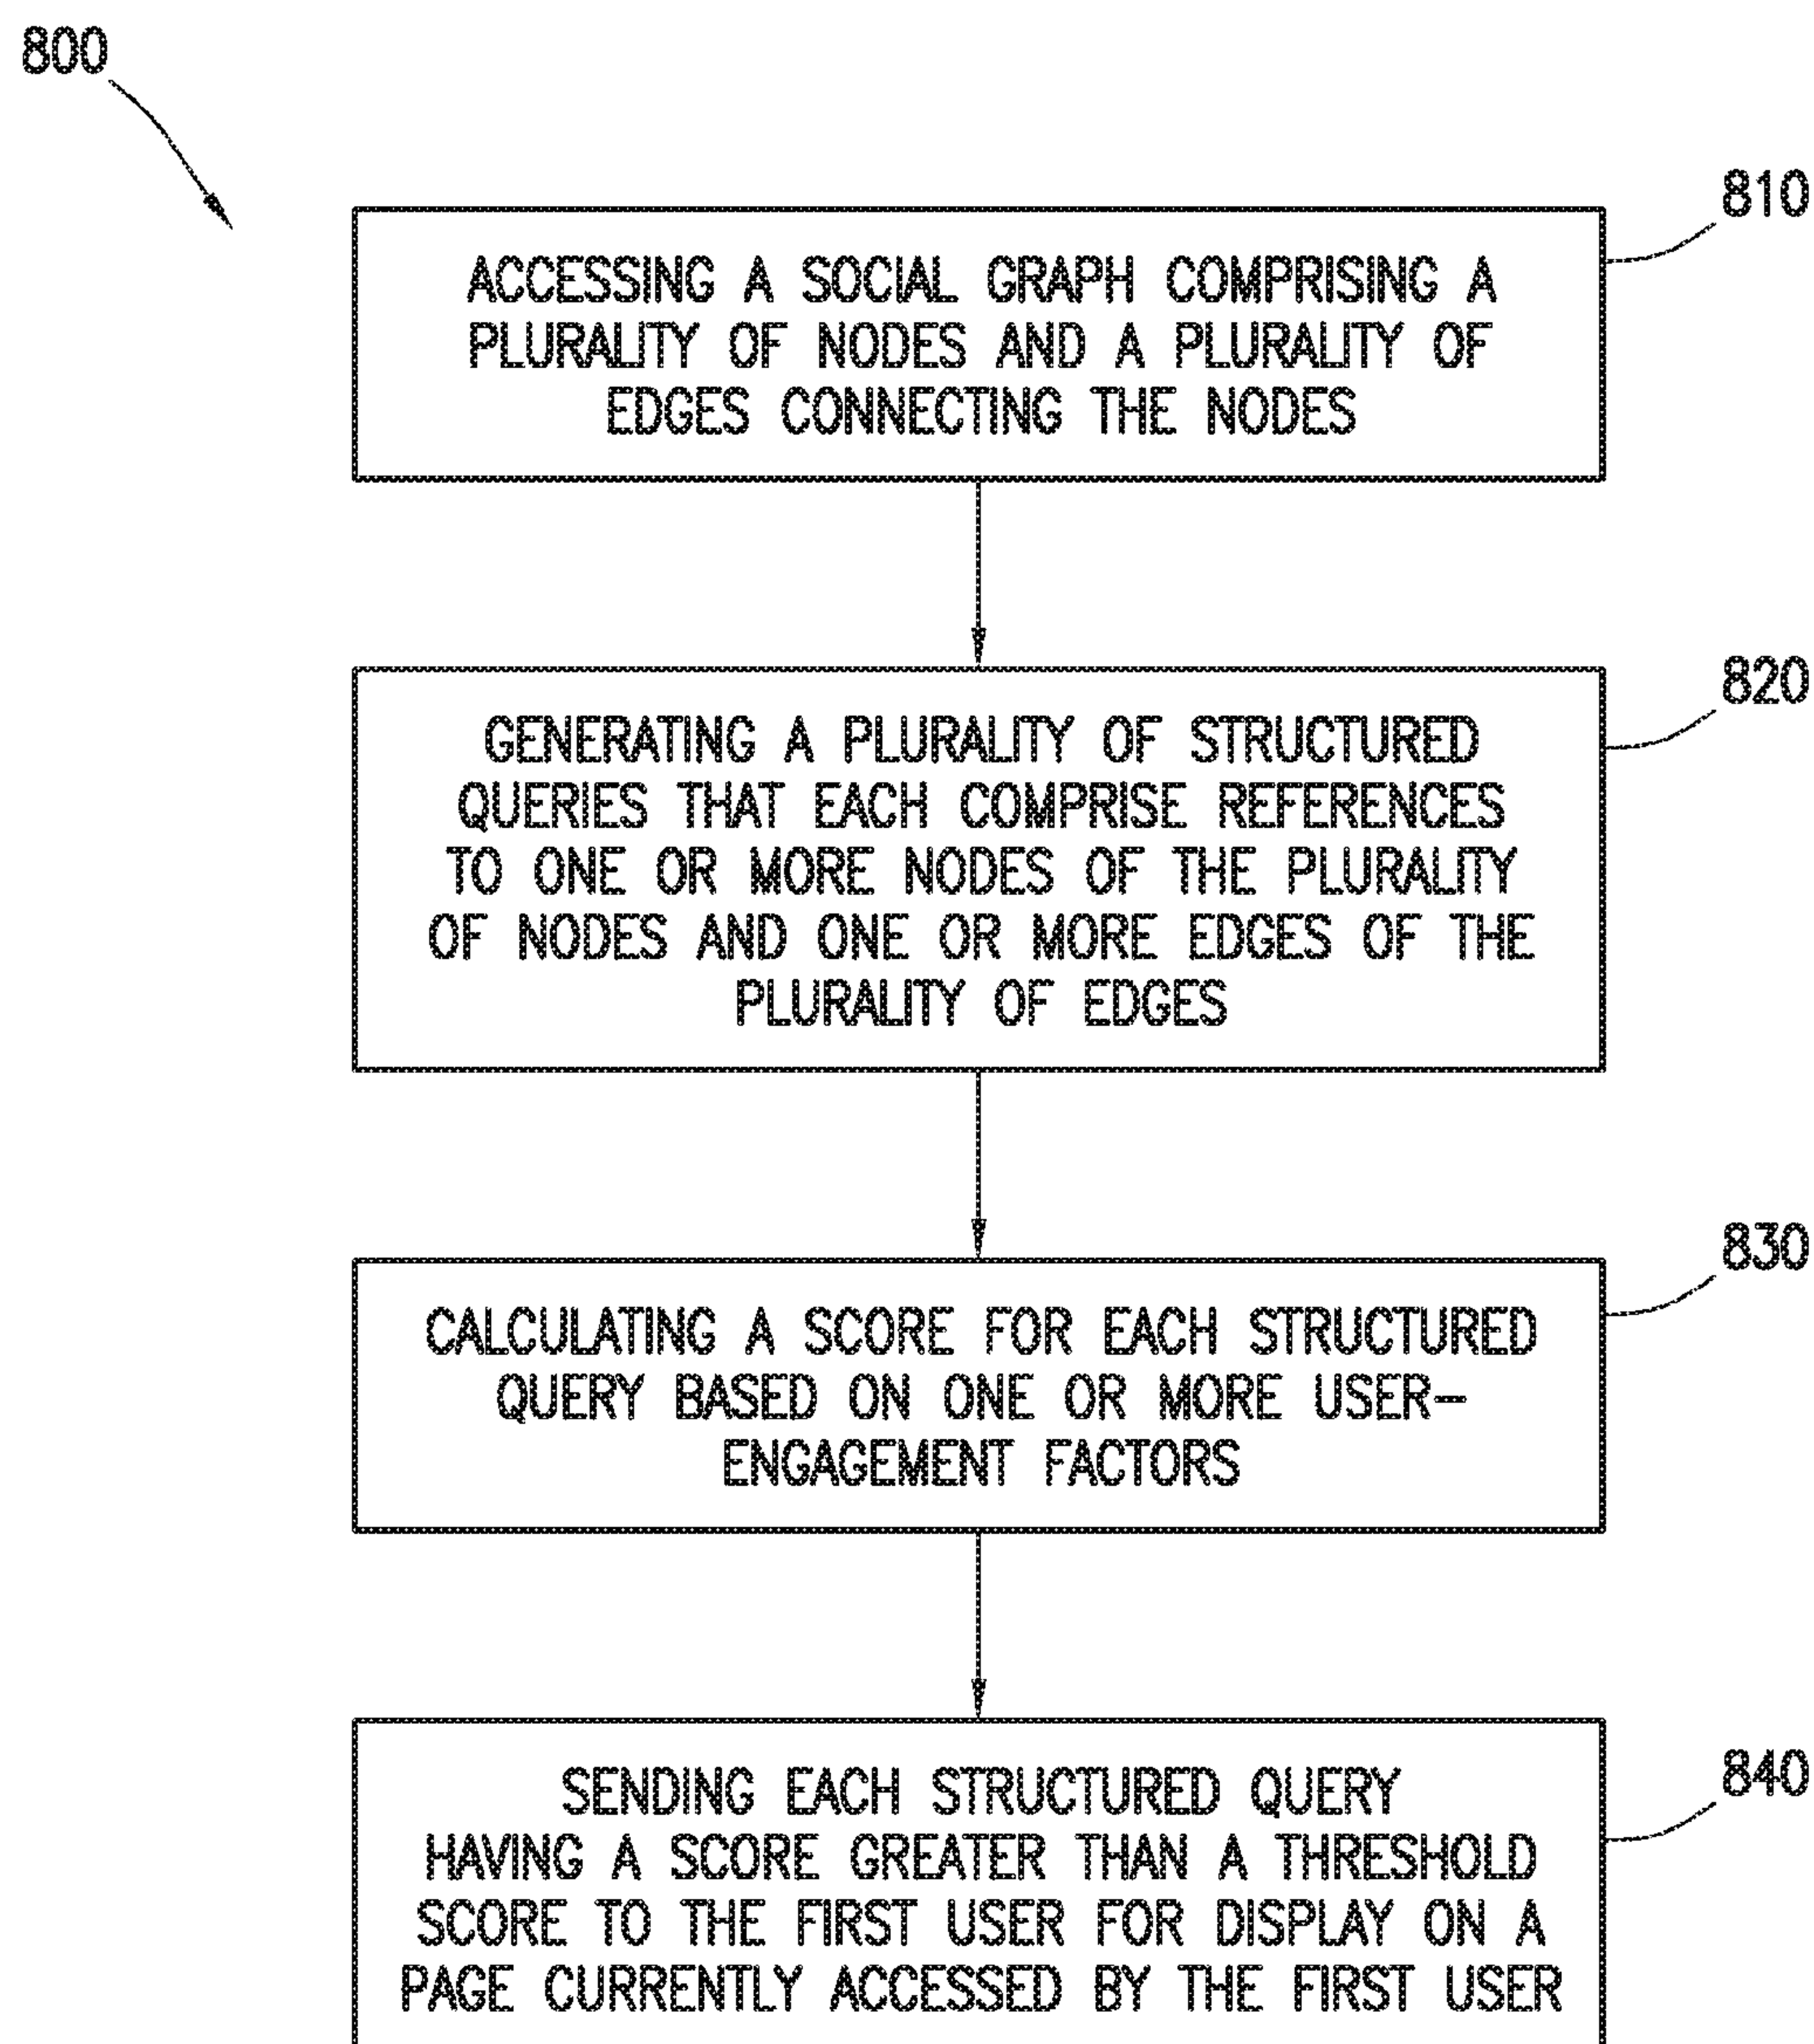 800
810
ACCESSING A SOCIAL GRAPH COMPRISING A
PLURALITY OF NODES AND A PLURALITY OF
EDGES CONNECTING THE NODES
820
GENERATING A PLURALITY OF STRUCTURED
QUERIES THAT EACH COMPRISE REFERENCES
TO ONE OR MORE NODES OF THE PLURALITY
OF NODES AND ONE OR MORE EDGES OF THE
PLURALITY OF EDGES
830
CALCULATING A SCORE FOR EACH STRUCTURED
QUERY BASED ON ONE OR MORE USER-
ENGAGEMENT FACTORS
840
SENDING EACH STRUCTURED QUERY
HAVING A SCORE GREATER THAN A THRESHOLD
SCORE TO THE FIRST USER FOR DISPLAY ON A
PAGE CURRENTLY ACCESSED BY THE FIRST USER